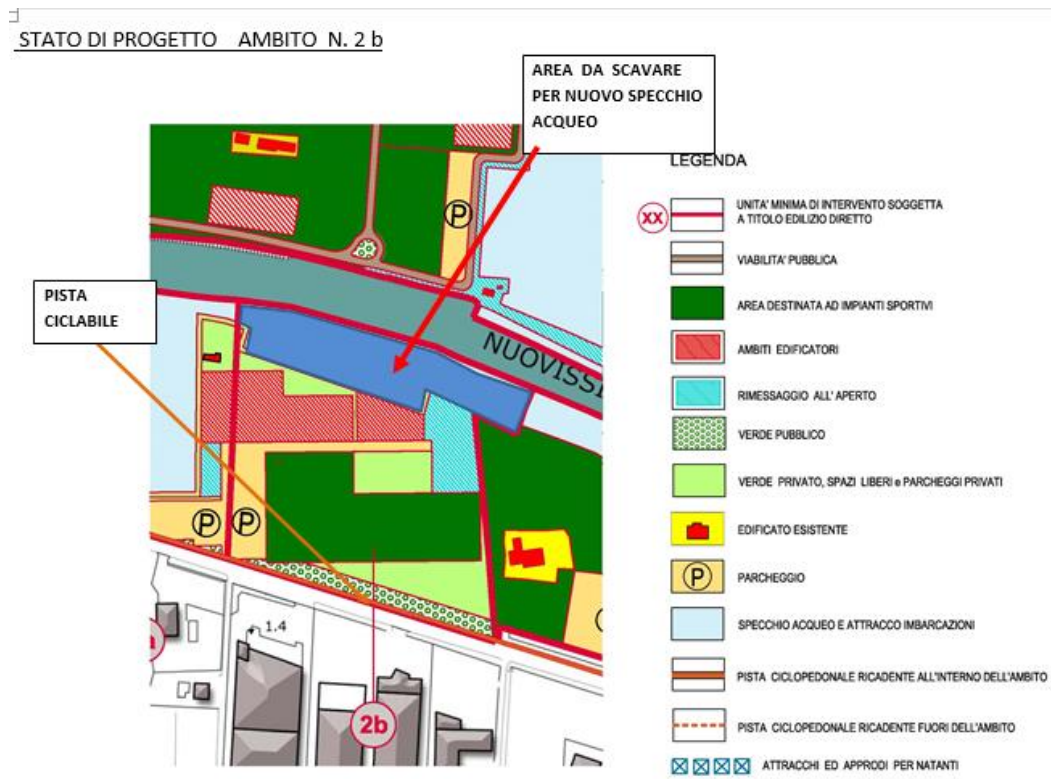 STATO DI PROGETTO AMBITO N. 2 b
AREA DA SCAVARE
PER NUOVO SPECCHIO
ACQUEO
PISTA
CICLABILE
P
NUOVISSI
P
P
1.4
2b
LEGENDA
XX
UNITA' MINIMA DI INTERVENTO SOGGETTA
A TITOLO EDILIZIO DIRETTO
VIABILITA' PUBBLICA
AREA DESTINATA AD IMPIANTI SPORTIVI
AMBITI EDIFICATORI
RIMESSAGGIO ALL'APERTO
VERDE PUBBLICO
VERDE PRIVATO, SPAZI LIBERI e PARCHEGGI PRIVATI
EDIFICATO ESISTENTE
P
PARCHEGGIO
SPECCHIO ACQUEO E ATTRACCO IMBARCAZIONI
PISTA CICLOPEDONALE RICADENTE ALL'INTERNO DELL'AMBITO
PISTA CICLOPEDONALE RICADENTE FUORI DELL'AMBITO
ATTRACCHI ED APPRODI PER NATANTI